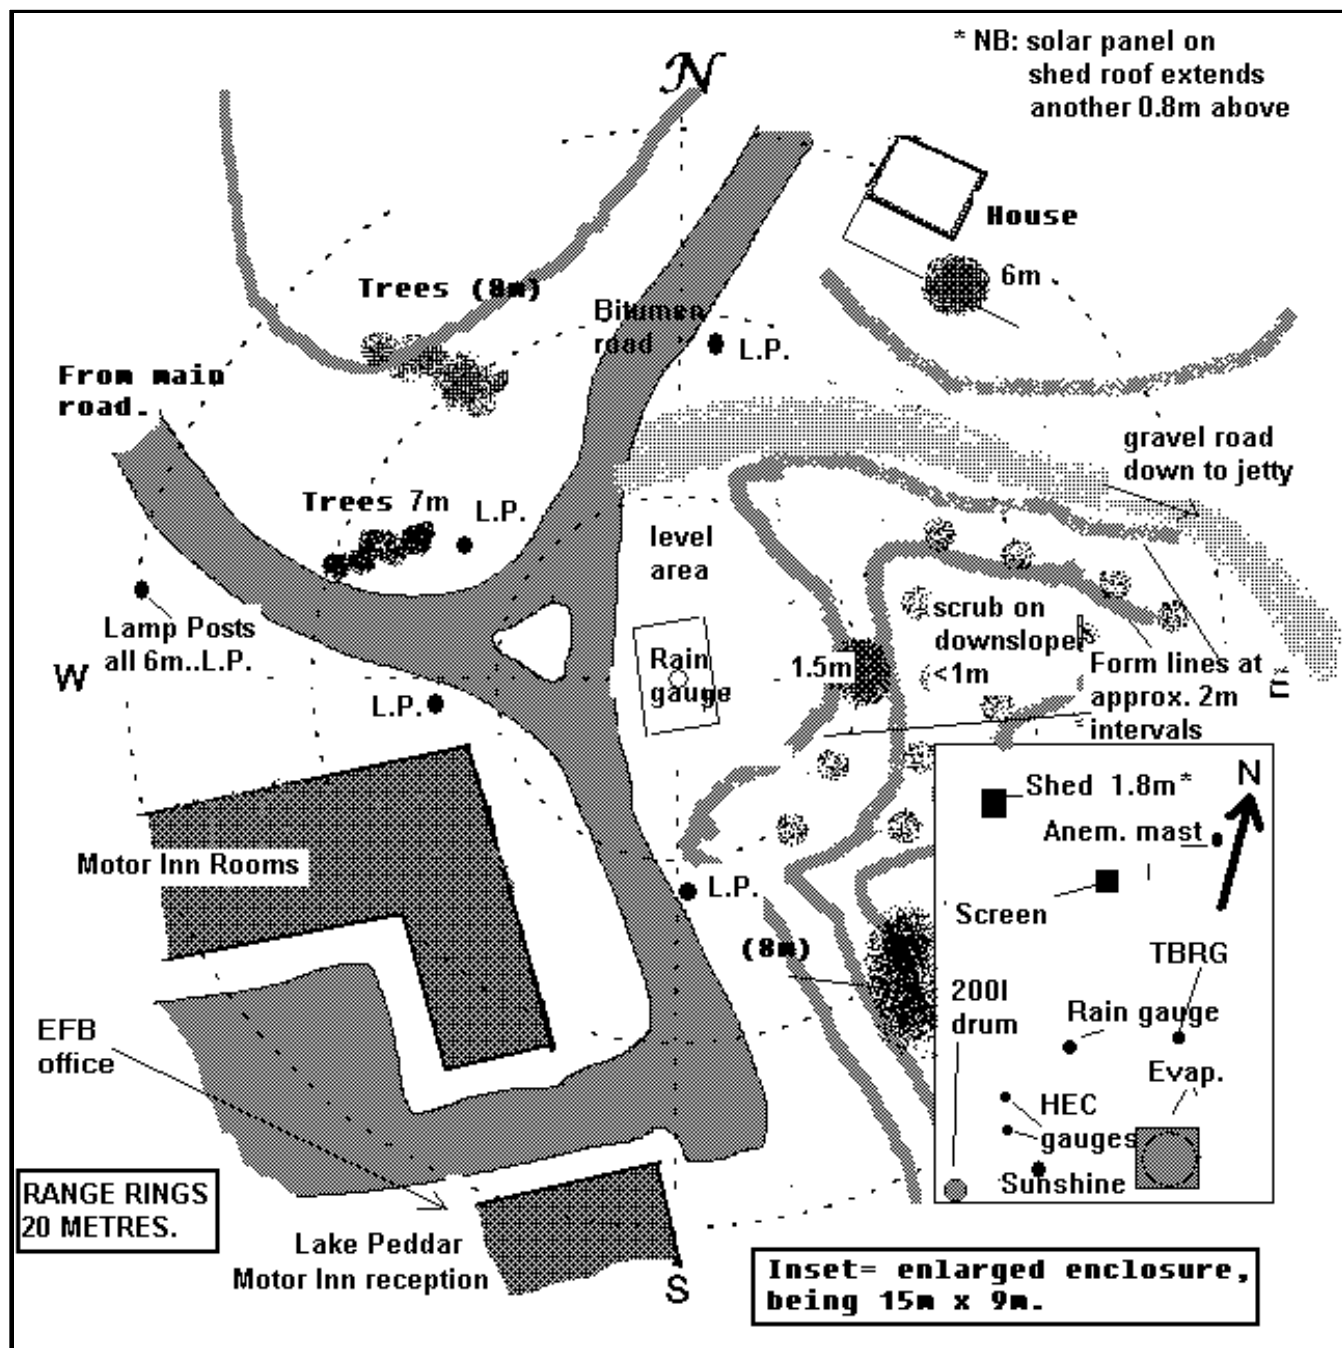 * NB: solar panel on
shed roof extends
another 0.8m above
N
House
6m
Trees (8m)
Bitumen
road
L.P.
From main
road.
gravel road
down to jetty
Trees 7m
L.P.
level
area
Lamp Posts
all 6m..L.P.
scrub on
downslope
<1m
W
Rain
gauge
1.5m
Form lines at
approx. 2m
intervals
E
L.P.
Shed 1.8m*
N
Anem. mast
Motor Inn Rooms
L.P.
Screen
(8m)
TBRG
200l
drum
Rain gauge
EFB
office
Evap.
HEC
gauges
Sunshine
RANGE RINGS
20 METRES.
Lake Peddar
Motor Inn reception
S
Inset= enlarged enclosure,
being 15m x 9m.